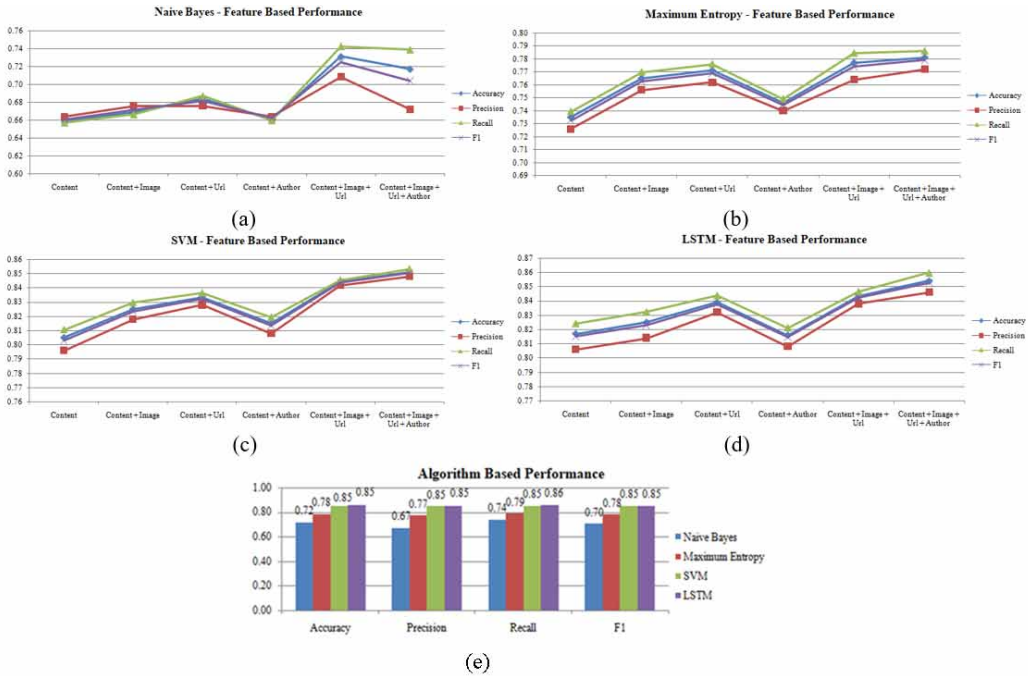 Naive Bayes - Feature Based Performance
0.76
0.74
0.72
0.70
0.68
0.66
0.64
0.62
0.60
Content
Content+Image
Content+Url
Content+Author
Content+Image+
Url
Content+Image+
Url+Author
Accuracy
Precision
Recall
F1
(a)
Maximum Entropy - Feature Based Performance
0.80
0.79
0.78
0.77
0.76
0.75
0.74
0.73
0.72
0.71
0.70
0.69
Content
Content+Image
Content+Url
Content+Author
Content+Image+
Url
Content+Image+
Url+Author
Accuracy
Precision
Recall
F1
(b)
SVM - Feature Based Performance
0.86
0.85
0.84
0.83
0.82
0.81
0.80
0.79
0.78
0.77
0.76
Content
Content+Image
Content+Url
Content+Author
Content+Image+
Url
Content+Image+
Url+Author
Accuracy
Precision
Recall
F1
(c)
LSTM - Feature Based Performance
0.87
0.86
0.85
0.84
0.83
0.82
0.81
0.80
0.79
0.78
0.77
Content
Content+Image
Content+Url
Content+Author
Content+Image+
Url
Content+Image+
Url+Author
Accuracy
Precision
Recall
F1
(d)
Algorithm Based Performance
1.00
0.80
0.60
0.40
0.20
0.00
0.72 0.78 0.85 0.85
0.67 0.77 0.85 0.85
0.74 0.79 0.85 0.86
0.70 0.78 0.85 0.85
Accuracy
Precision
Recall
F1
Naive Bayes
Maximum Entropy
SVM
LSTM
(e)